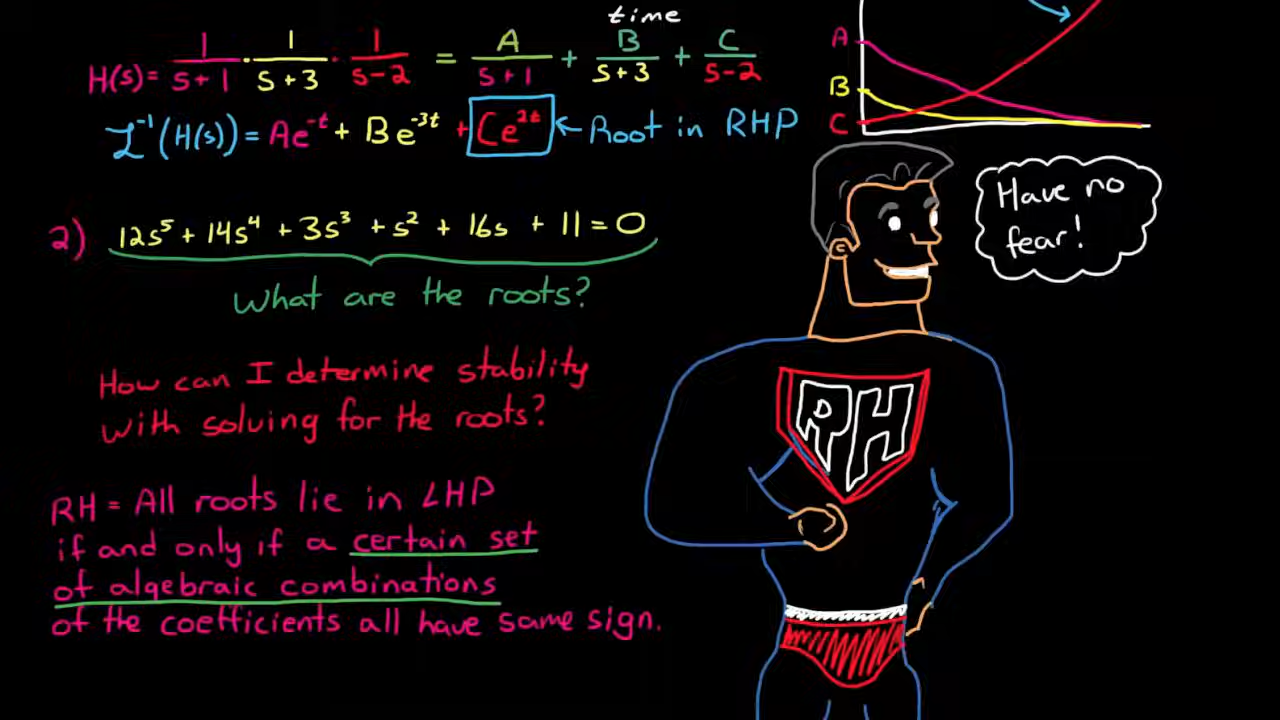 time
H(s) = 1/(s+1) · 1/(s+3) · 1/(s-2) = A/(s+1) + B/(s+3) + C/(s-2)
ℒ⁻¹(H(s)) = Ae⁻ᵗ + Be⁻³ᵗ + Ce²ᵗ ← Root in RHP
A
B
C
Have no
fear!
2) 12s⁵ + 14s⁴ + 3s³ + s² + 16s + 11 = 0
What are the roots?
How can I determine stability
with solving for the roots?
RH
RH = All roots lie in LHP
if and only if a certain set
of algebraic combinations
of the coefficients all have same sign.